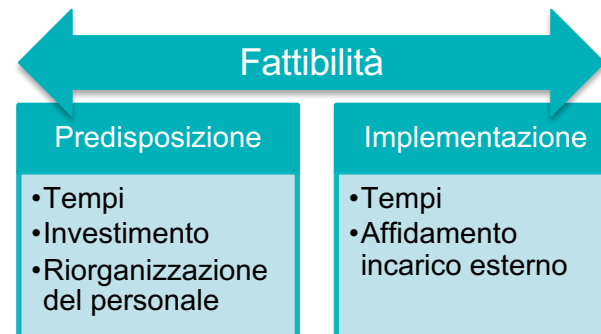 Fattibilità
Predisposizione
•Tempi
•Investimento
•Riorganizzazione
del personale
Implementazione
•Tempi
•Affidamento
incarico esterno